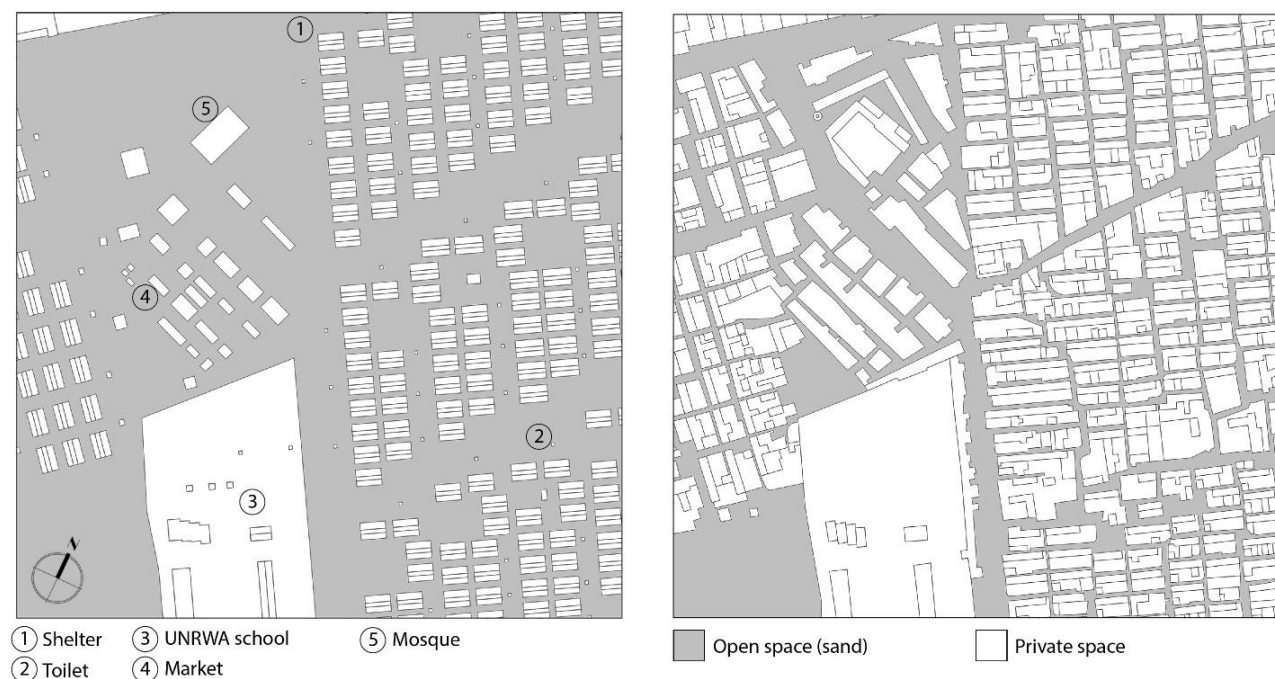 1
5
4
2
3
N
1 Shelter 3 UNRWA school 5 Mosque
2 Toilet 4 Market
Open space (sand) Private space